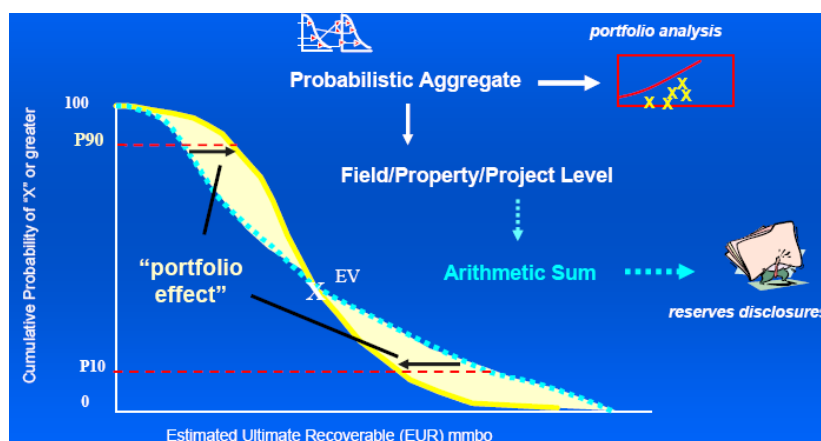 portfolio analysis
Probabilistic Aggregate
X X X X X
100
P90
Field/Property/Project Level
Cumulative Probability of "X" or greater
"portfolio
effect"
X
EV
Arithmetic Sum
reserves disclosures
P10
0
Estimated Ultimate Recoverable (EUR) mmbo